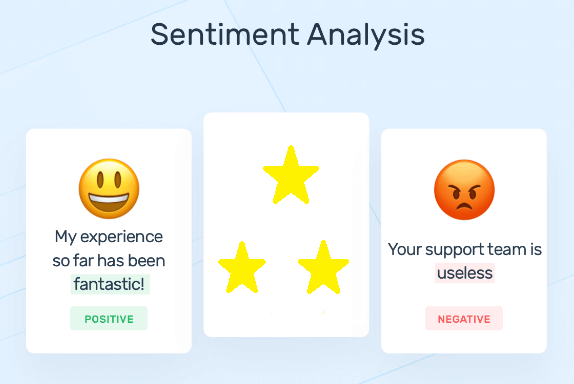 Sentiment Analysis
My experience
so far has been
fantastic!
POSITIVE
Your support team is
useless
NEGATIVE